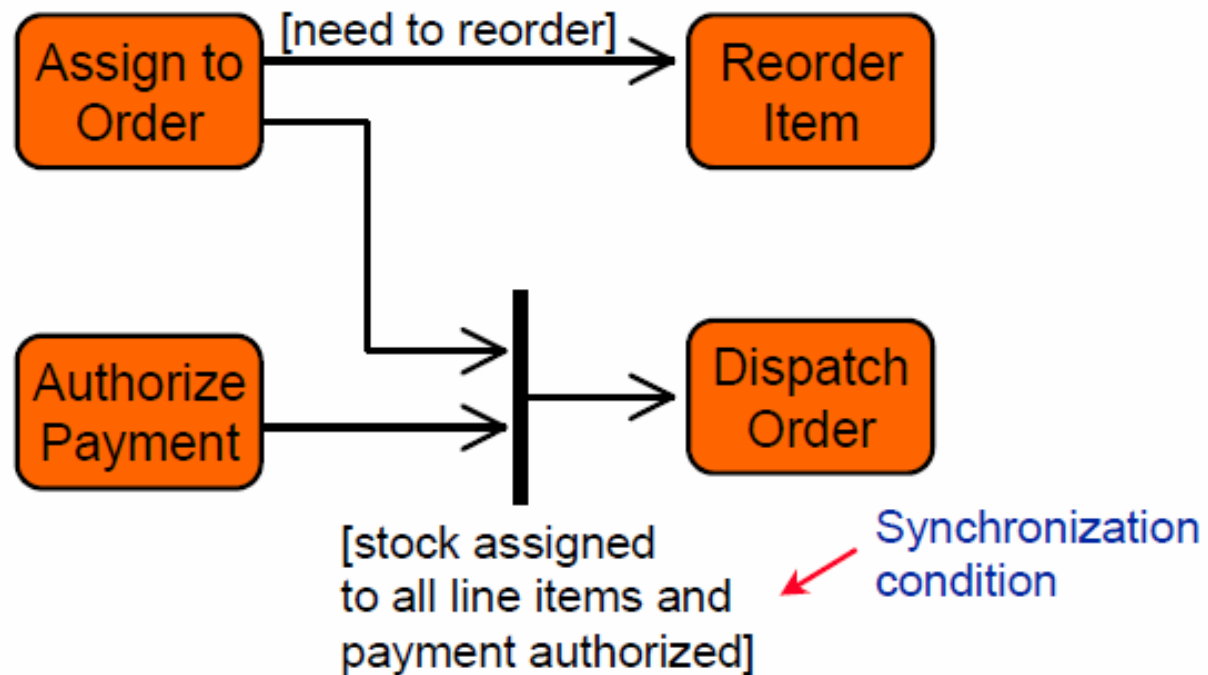 Assign to
Order
[need to reorder]
Reorder
Item
Authorize
Payment
Dispatch
Order
[stock assigned
to all line items and
payment authorized]
Synchronization
condition